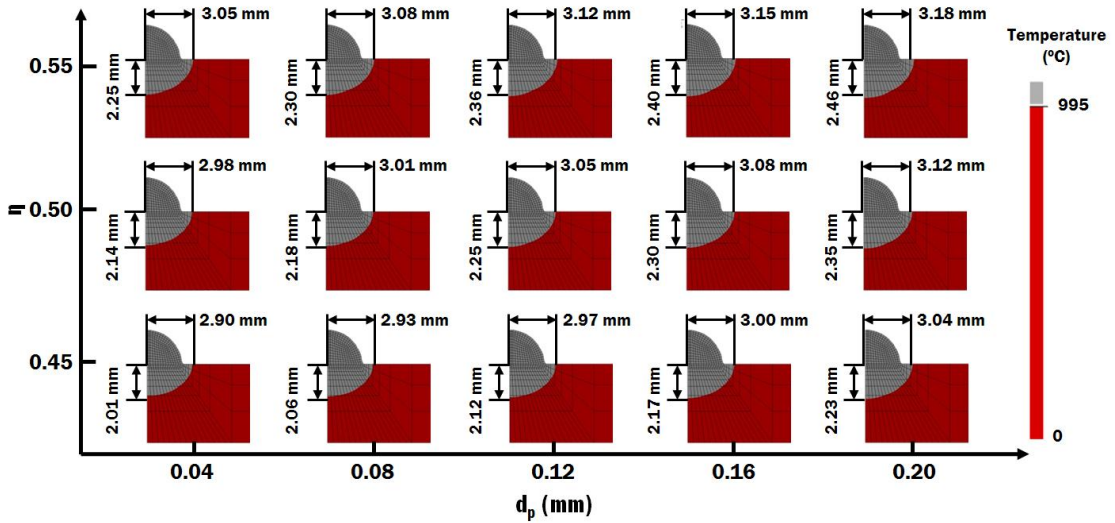 3.05 mm 3.08 mm 3.12 mm 3.15 mm 3.18 mm
Temperature
(ºC)
0.55
2.25 mm 2.30 mm 2.36 mm 2.40 mm 2.46 mm
995
2.98 mm 3.01 mm 3.05 mm 3.08 mm 3.12 mm
η
0.50
2.14 mm 2.18 mm 2.25 mm 2.30 mm 2.35 mm
2.90 mm 2.93 mm 2.97 mm 3.00 mm 3.04 mm
0.45
2.01 mm 2.06 mm 2.12 mm 2.17 mm 2.23 mm
0
0.04 0.08 0.12 0.16 0.20
dp (mm)